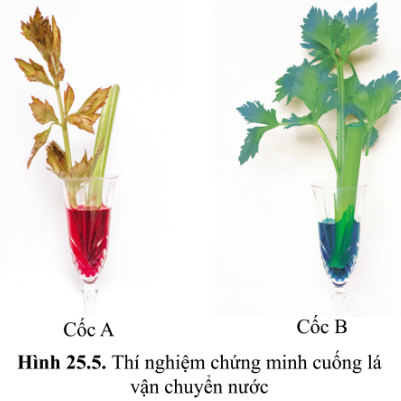 Cốc A
Cốc B
Hình 25.5. Thí nghiệm chứng minh cuống lá
vận chuyển nước